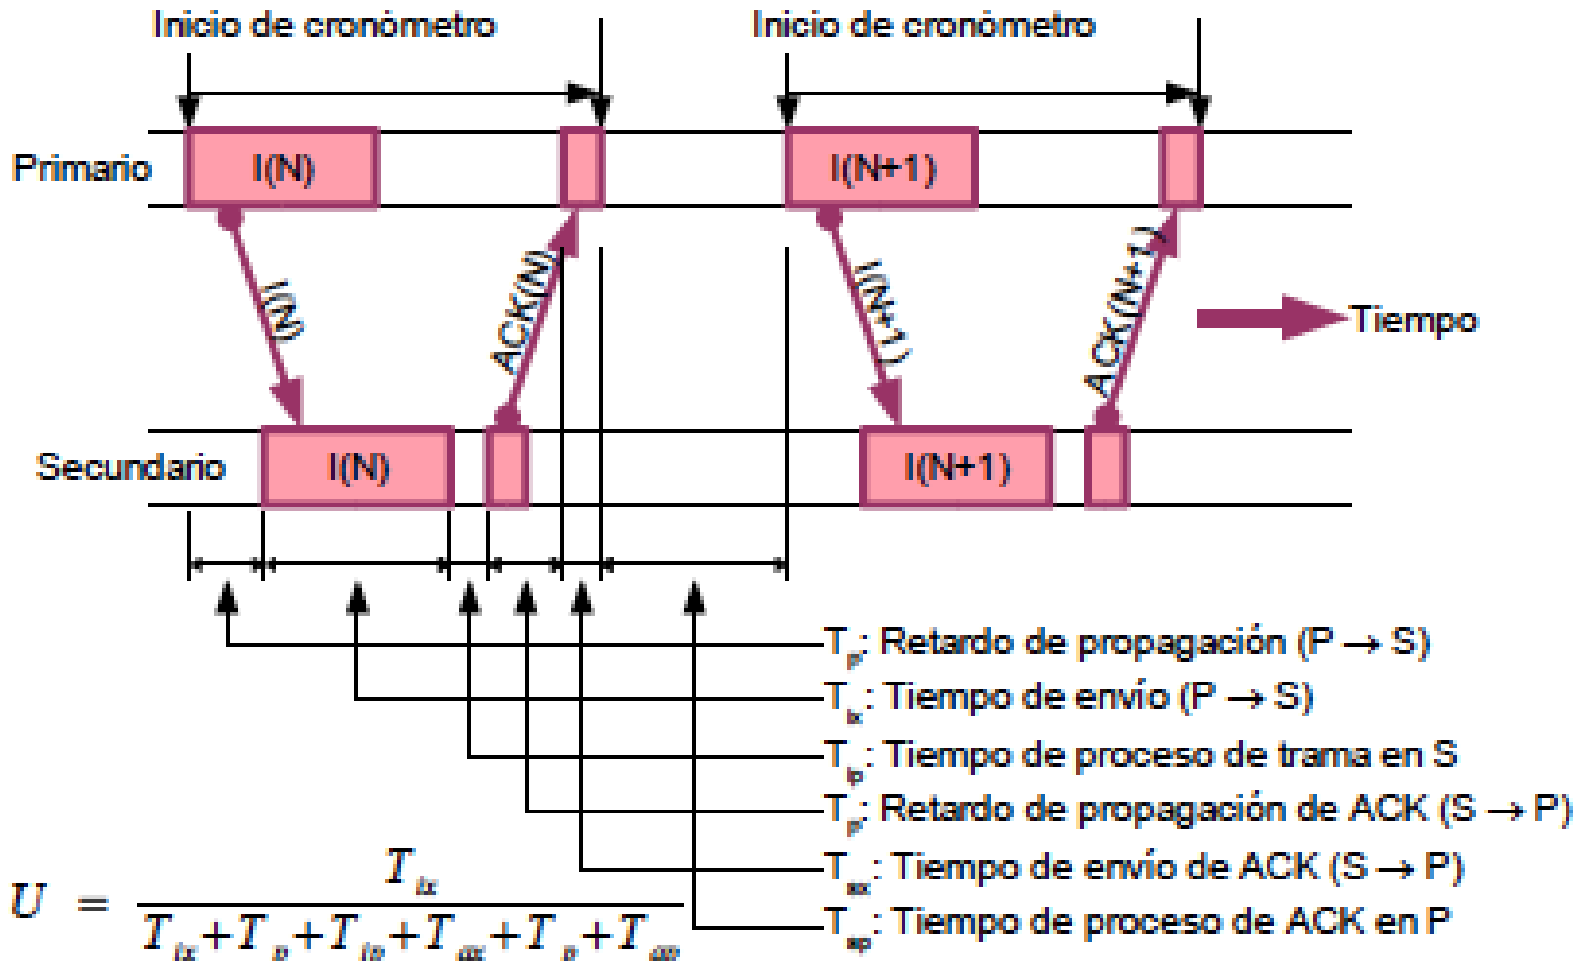 Inicio de cronómetro
Inicio de cronómetro
Primario
I(N)
I(N+1)
I(N)
ACK(N)
I(N+1)
ACK(N+1)
Tiempo
Secundario
I(N)
I(N+1)
Tp: Retardo de propagación (P → S)
Tix: Tiempo de envío (P → S)
Tip: Tiempo de proceso de trama en S
Tp: Retardo de propagación de ACK (S → P)
Tax: Tiempo de envío de ACK (S → P)
Tap: Tiempo de proceso de ACK en P
U = Tix / Tix+Tp+Tip+Tax+Tp+Tap